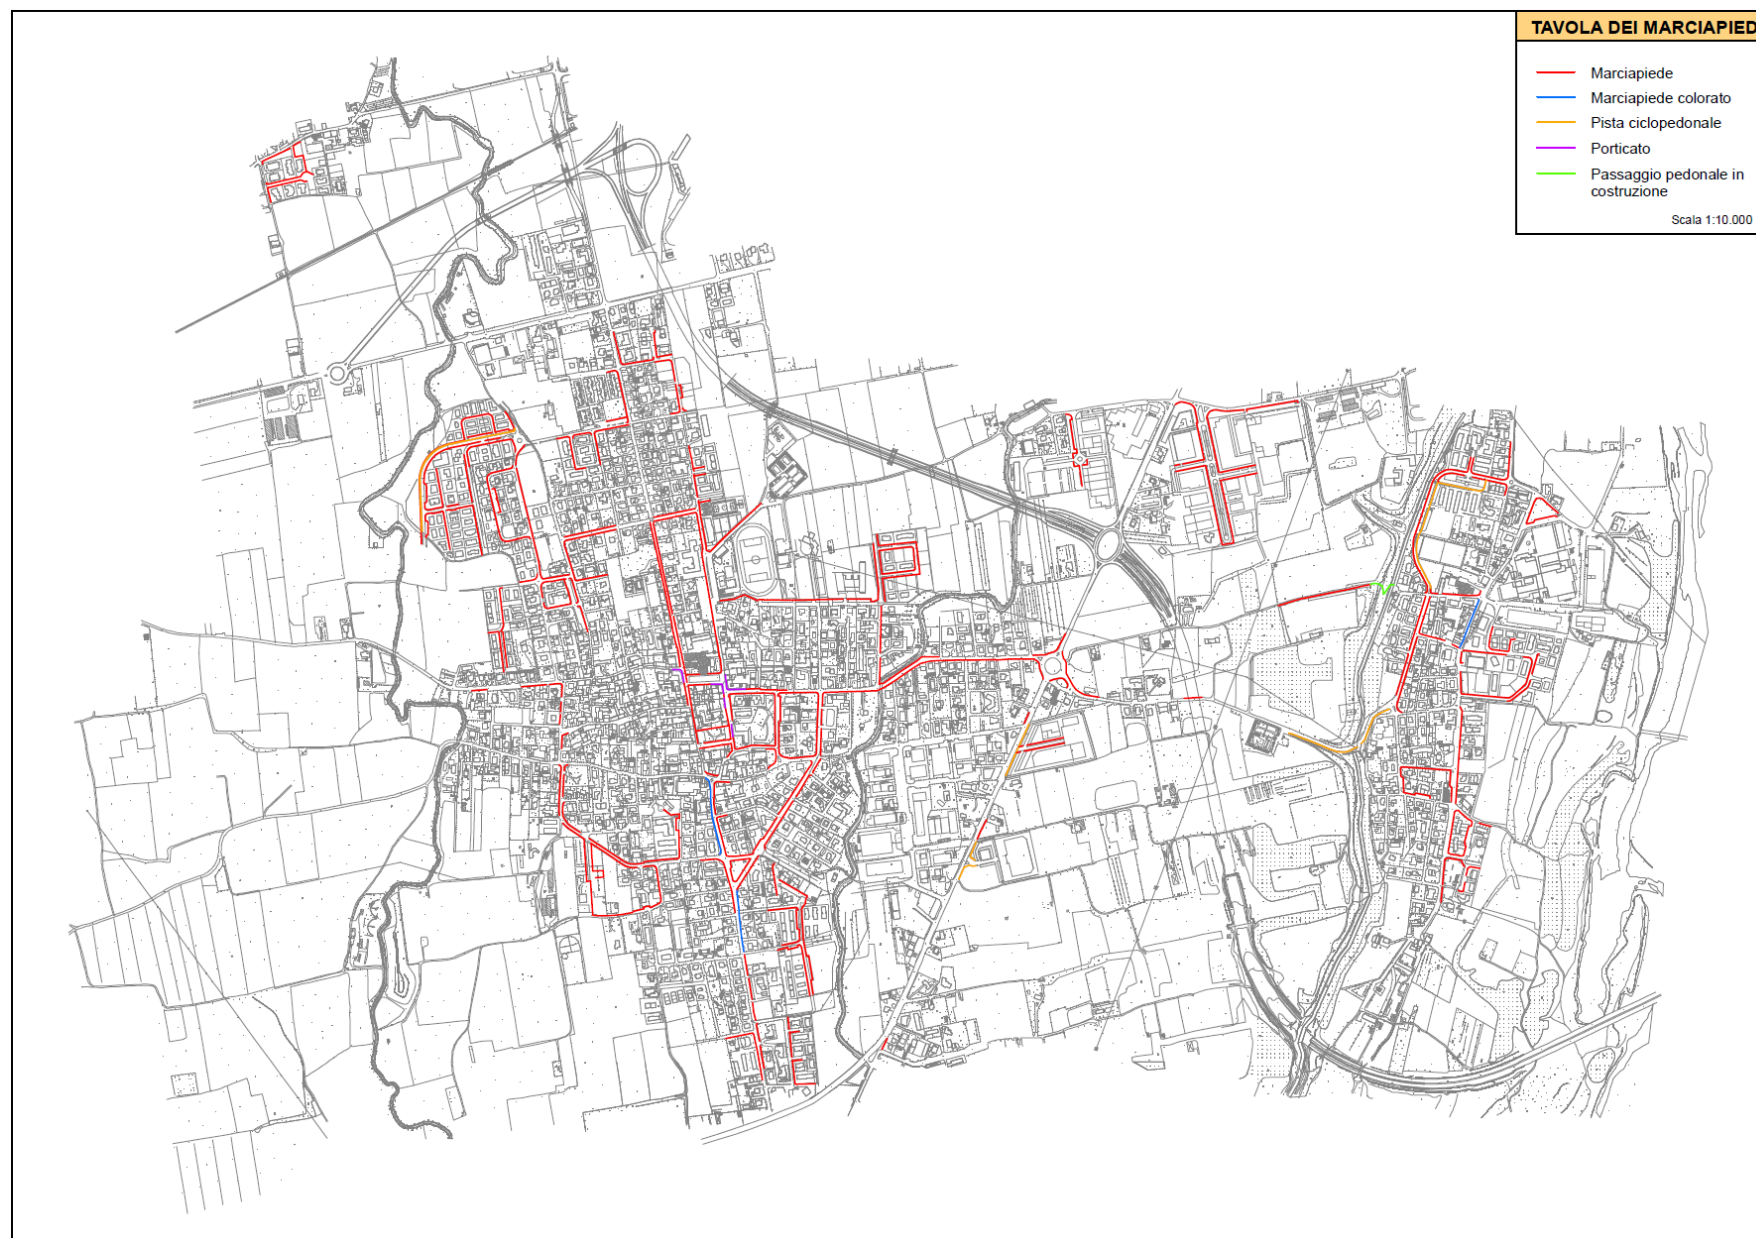 TAVOLA DEI MARCIAPIED
Marciapiede
Marciapiede colorato
Pista ciclopedonale
Porticato
Passaggio pedonale in
costruzione
Scala 1:10.000